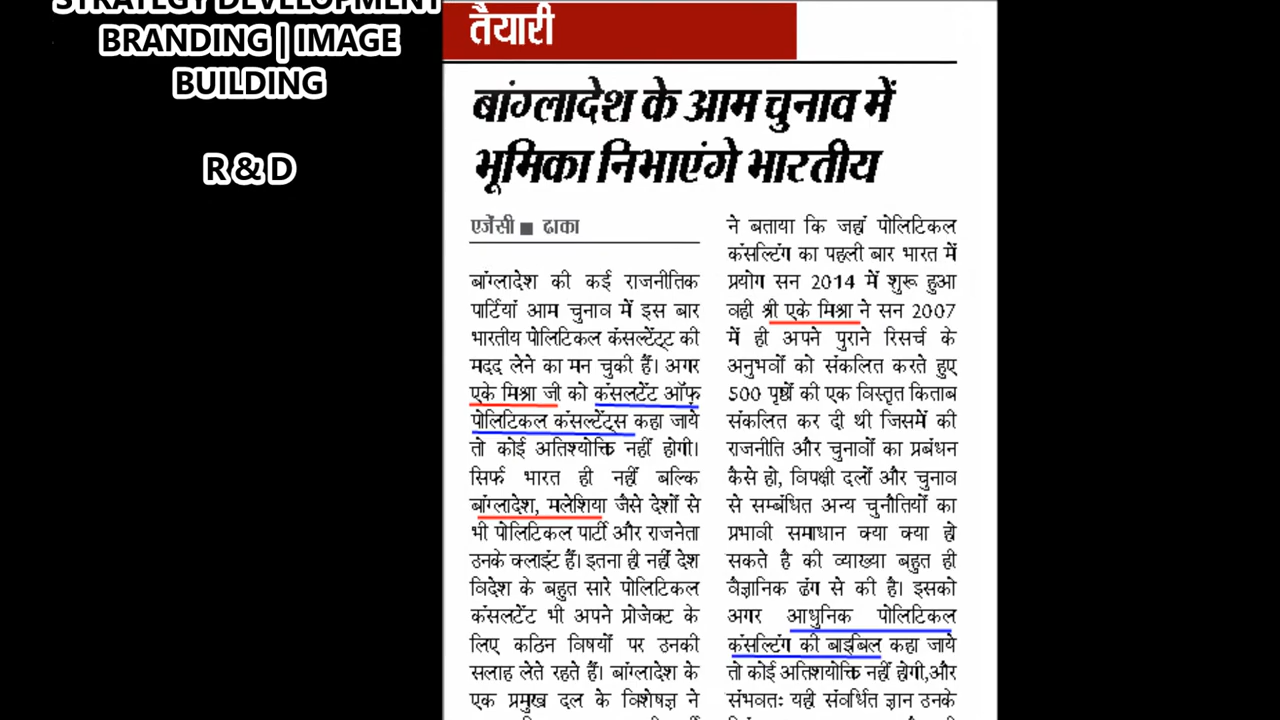 STRATEGY DEVELOPMENT
BRANDING | IMAGE
BUILDING
R & D
तैयारी
बांग्लादेश के आम चुनाव में
भूमिका निभाएंगे भारतीय
एजेंसी ■ ढाका
बांग्लादेश की कई राजनीतिक
पार्टियां आम चुनाव में इस बार
भारतीय पोलिटिकल कंसल्टेंट्ट की
मदद लेने का मन चुकी हैं। अगर
एके मिश्रा जी को कंसलटेंट ऑफ
पोलिटिकल कंसल्टेंट्स कहा जाये
तो कोई अतिश्योक्ति नहीं होगी।
सिर्फ भारत ही नहीं बल्कि
बांग्लादेश, मलेशिया जैसे देशों से
भी पोलिटिकल पार्टी और राजनेता
उनके क्लाइंट हैं। इतना ही नहीं देश
विदेश के बहुत सारे पोलिटिकल
कंसलटेंट भी अपने प्रोजेक्ट के
लिए कठिन विषयों पर उनकी
सलाह लेते रहते हैं। बांग्लादेश के
एक प्रमुख दल के विशेषज्ञ ने
ने बताया कि जहां पोलिटिकल
कंसल्टिंग का पहली बार भारत में
प्रयोग सन 2014 में शुरू हुआ
वही श्री एके मिश्रा ने सन 2007
में ही अपने पुराने रिसर्च के
अनुभवों को संकलित करते हुए
500 पृष्ठों की एक विस्तृत किताब
संकलित कर दी थी जिसमें की
राजनीति और चुनावों का प्रबंधन
कैसे हो, विपक्षी दलों और चुनाव
से सम्बंधित अन्य चुनौतियों का
प्रभावी समाधान क्या क्या हो
सकते है की व्याख्या बहुत ही
वैज्ञानिक ढंग से की है। इसको
अगर आधुनिक पोलिटिकल
कंसल्टिंग की बाइबिल कहा जाये
तो कोई अतिशयोक्ति नहीं होगी,और
संभवतः यही संवर्धित ज्ञान उनके